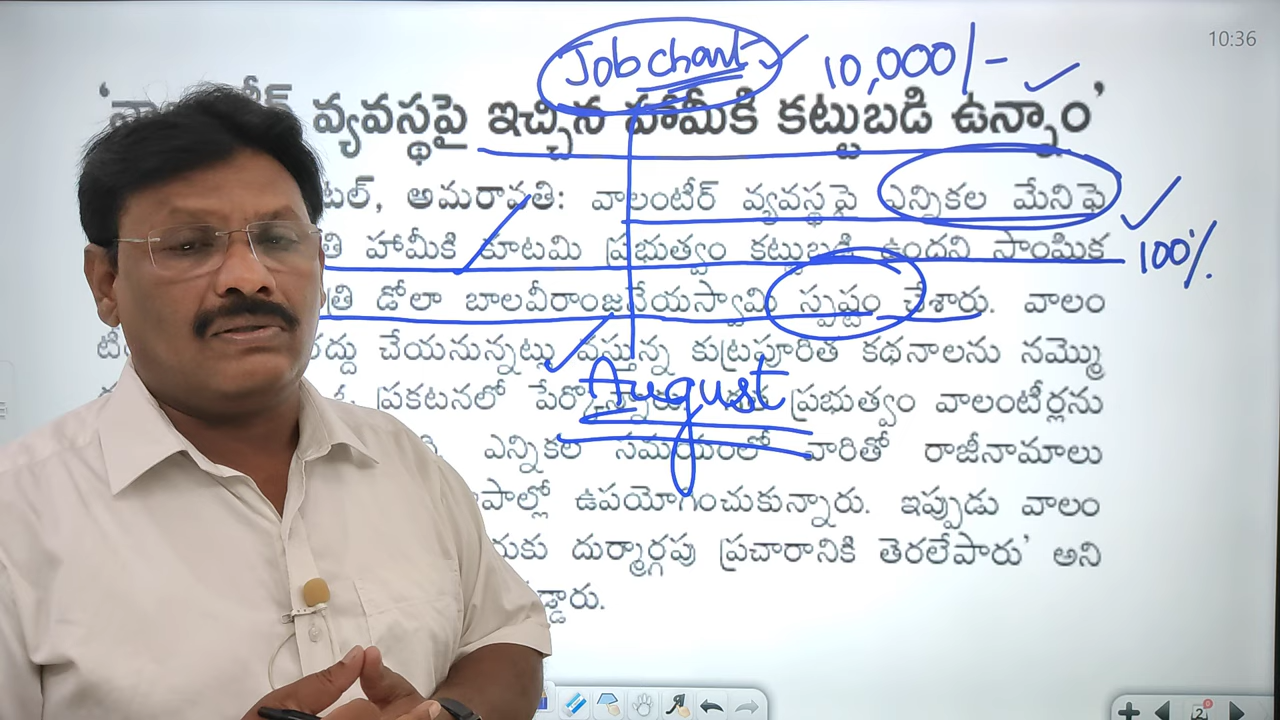 10:36
Job chart 10,000/-
వ్యవస్థపై ఇచ్చిన హామీకి కట్టుబడి ఉన్నాం’
అమరావతి: వాలంటీర్ వ్యవస్థపై ఎన్నికల మేనిఫె
హామీకి కూటమి ప్రభుత్వం కట్టుబడి ఉందని సాంఘిక
100%.
డోలా బాలవీరాంజనేయస్వామి స్పష్టం చేశారు. వాలం
చేయనున్నట్లు వస్తున్న కుట్రపూరిత కథనాలను నమ్మొ
August
ప్రకటనలో పేర్కొన్నారు. ప్రభుత్వం వాలంటీర్లను
ఎన్నికల సమయంలో వారితో రాజీనామాలు
ఉపయోగించుకున్నారు. ఇప్పుడు వాలం
దుర్మార్గపు ప్రచారానికి తెరలేపారు’ అని
2